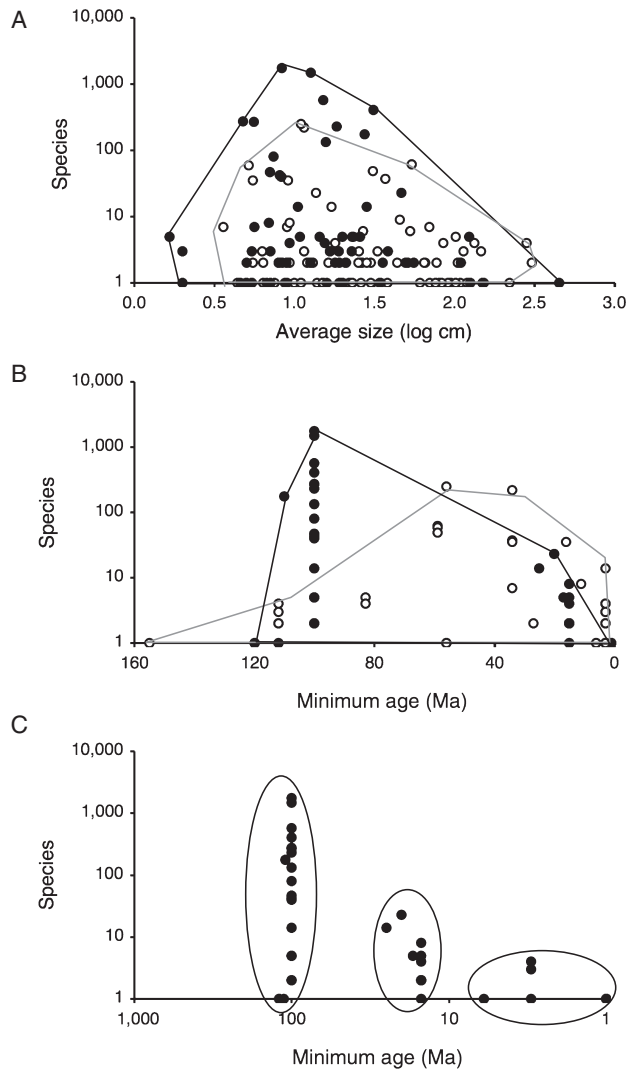 A
10,000
1,000
100
10
1
Species
0.0 0.5 1.0 1.5 2.0 2.5 3.0
Average size (log cm)
B
10,000
1,000
100
10
1
Species
160 120 80 40 0
Minimum age (Ma)
C
10,000
1,000
100
10
1
Species
1,000 100 10 1
Minimum age (Ma)